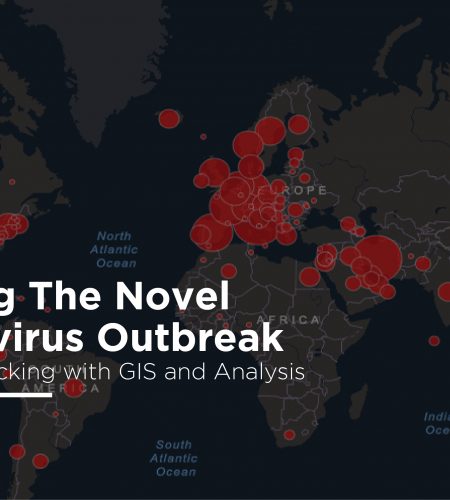 EUROPE
North
Atlantic
Ocean
g The Novel
AFRICA
virus Outbreak
cking with GIS and Analysis
AMERICA
India
Oce
South
Atlantic
Ocean